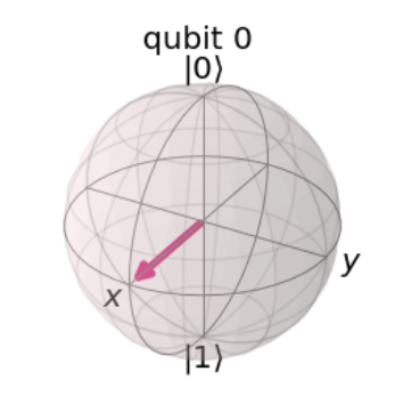 qubit 0
|0⟩
x
y
|1⟩